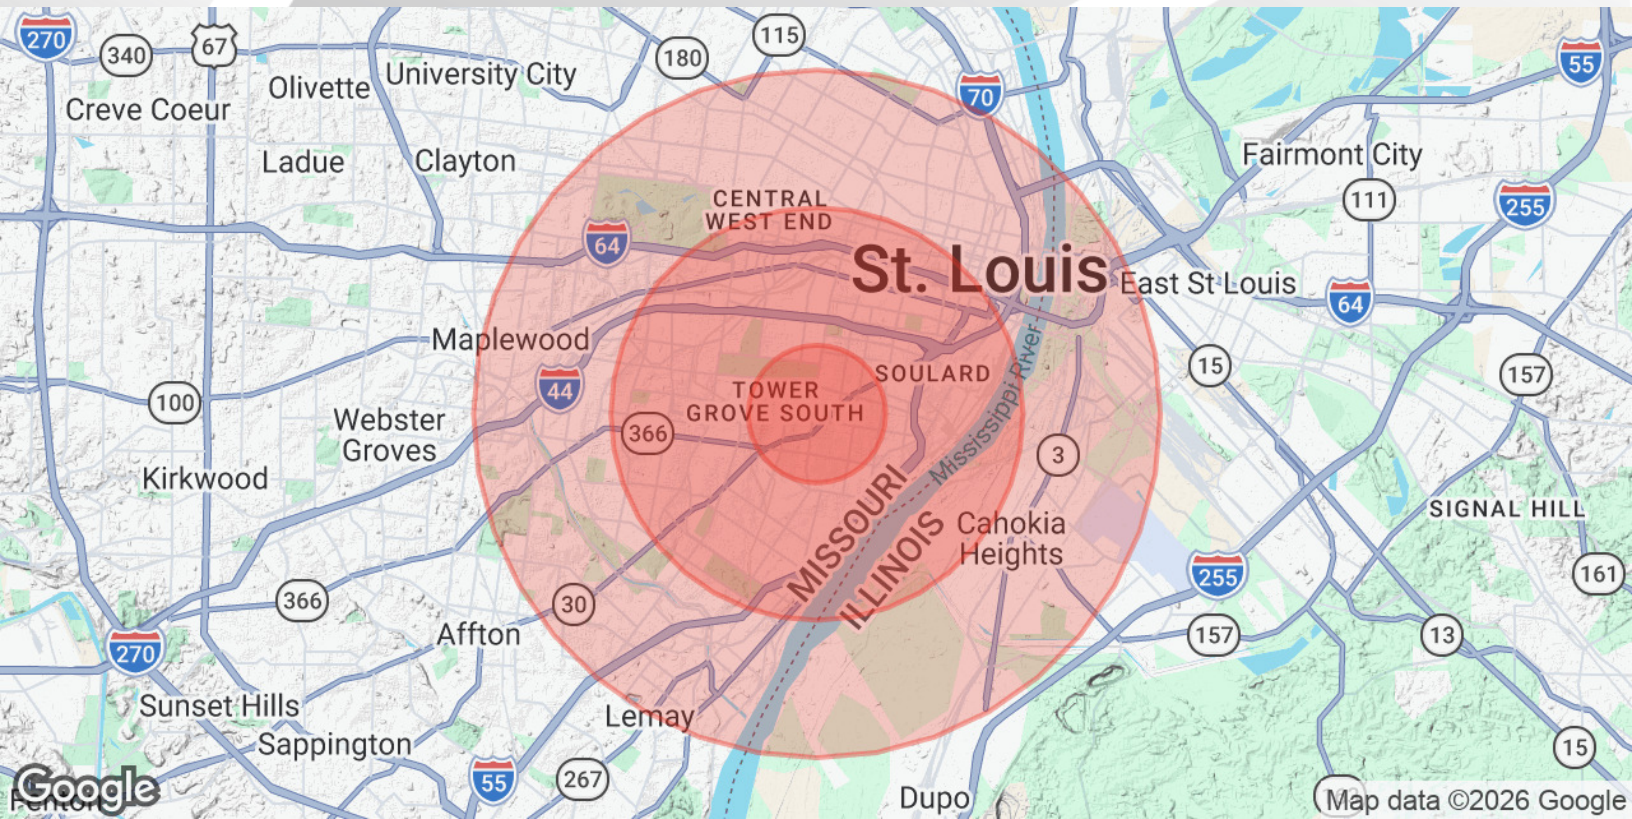 115
270
340
67
180
55
Olivette
University City
70
Creve Coeur
Ladue
Clayton
Fairmont City
CENTRAL
WEST END
111
255
64
St. Louis
East St Louis
64
Maplewood
15
SOULARD
157
44
TOWER
GROVE SOUTH
100
Webster
Groves
366
Mississippi River
3
Kirkwood
MISSOURI
ILLINOIS
SIGNAL HILL
Cahokia
Heights
255
161
366
30
Affton
157
13
270
Sunset Hills
Lemay
Sappington
15
55
267
Dupo
Google
Fenton
Map data ©2026 Google